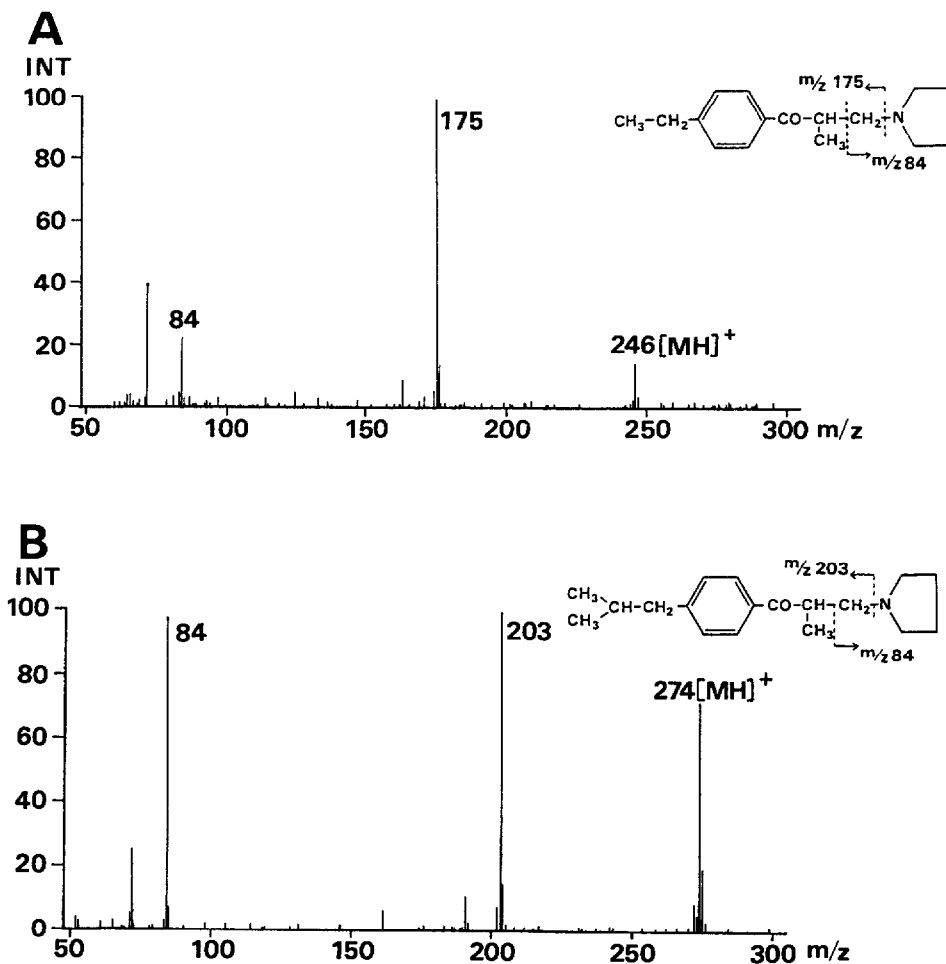 A
INT
100
80
60
40
20
0
50
100
150
200
250
300 m/z
175
84
246[MH]+
m/z 175
CH3-CH2
CO-CH-CH2-N
CH3
m/z 84
B
INT
100
80
60
40
20
0
50
100
150
200
250
300 m/z
84
203
274[MH]+
m/z 203
CH3
CH3
CH-CH2
CO-CH-CH2-N
CH3
m/z 84